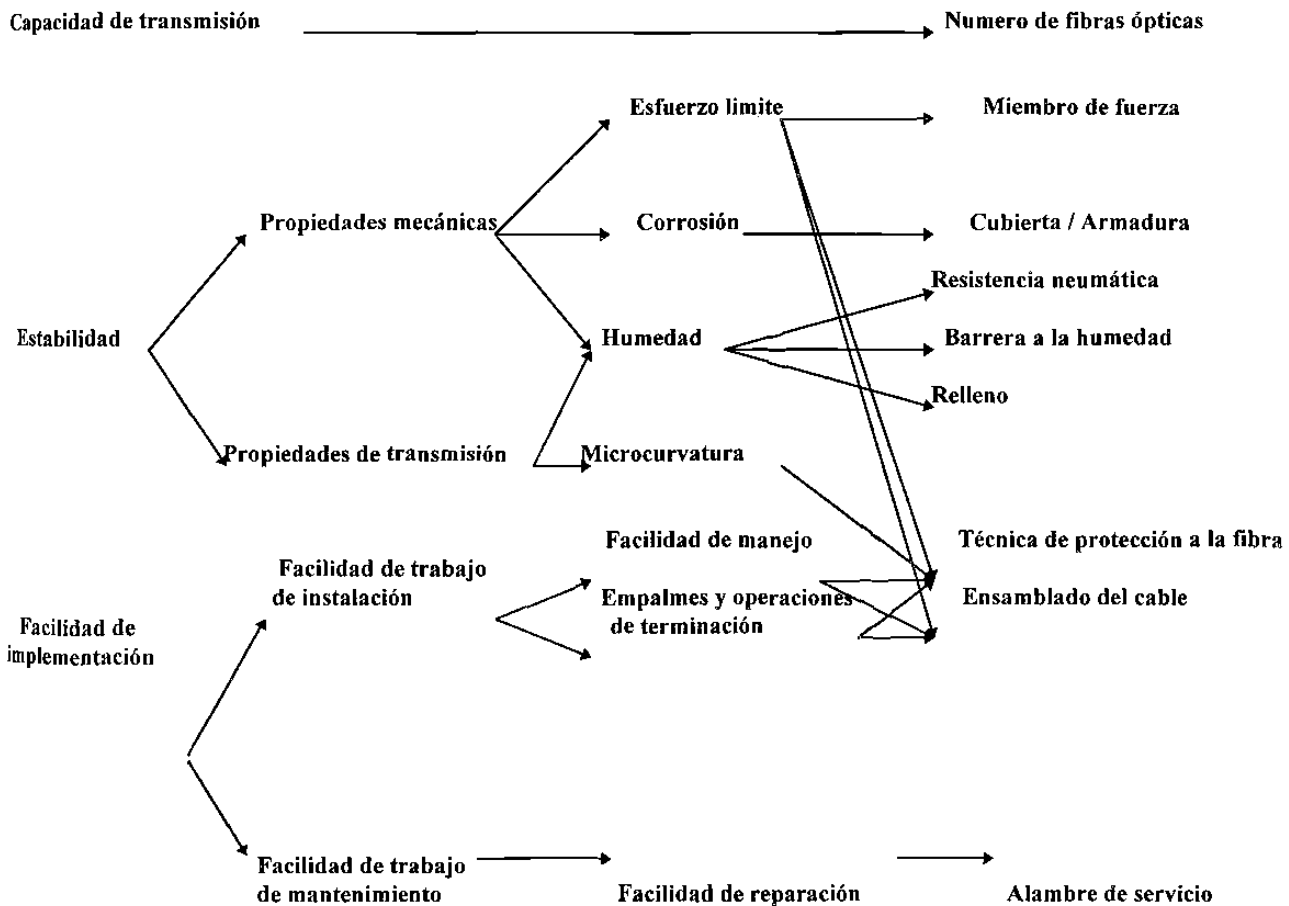 Capacidad de transmisión
Numero de fibras ópticas
Esfuerzo limite
Miembro de fuerza
Propiedades mecánicas
Corrosión
Cubierta / Armadura
Resistencia neumática
Estabilidad
Humedad
Barrera a la humedad
Relleno
Propiedades de transmisión
Microcurvatura
Facilidad de manejo
Técnica de protección a la fibra
Facilidad de trabajo
de instalación
Empalmes y operaciones
de terminación
Ensamblado del cable
Facilidad de
implementación
Facilidad de trabajo
de mantenimiento
Facilidad de reparación
Alambre de servicio